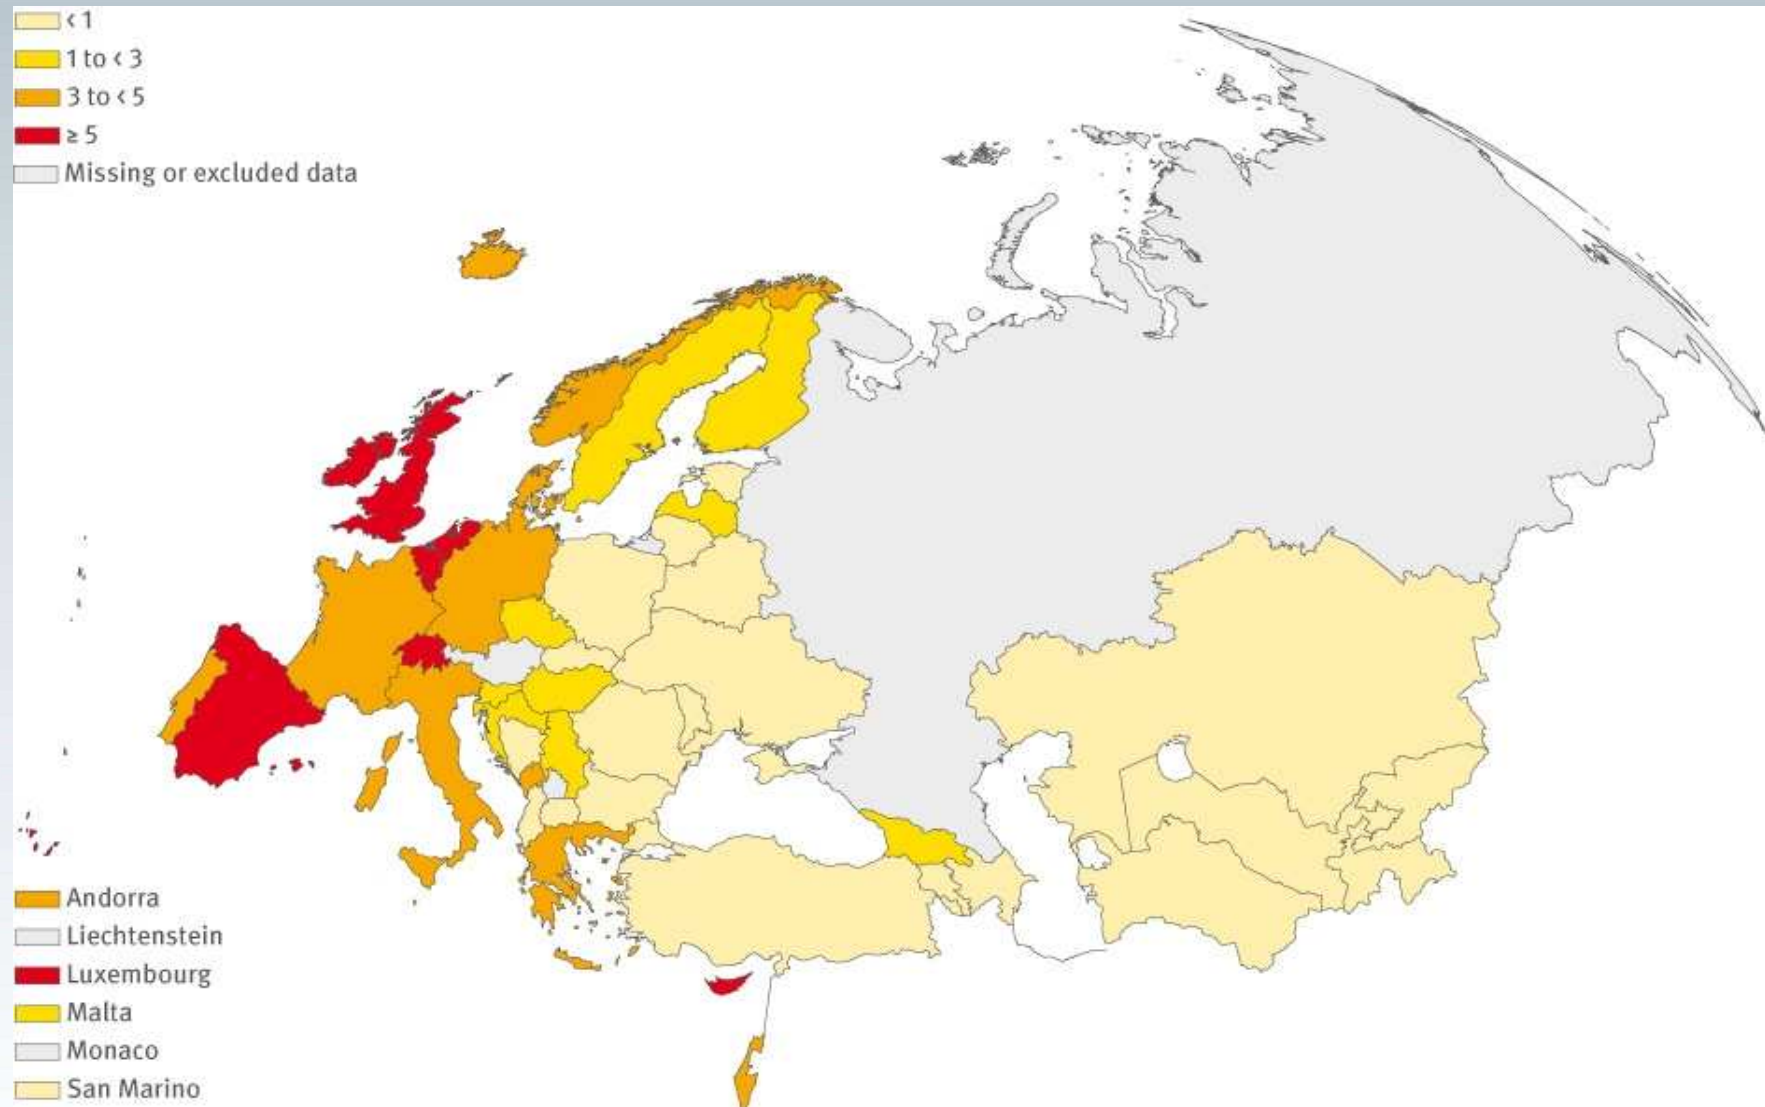 < 1
1 to < 3
3 to < 5
≥ 5
Missing or excluded data
Andorra
Liechtenstein
Luxembourg
Malta
Monaco
San Marino